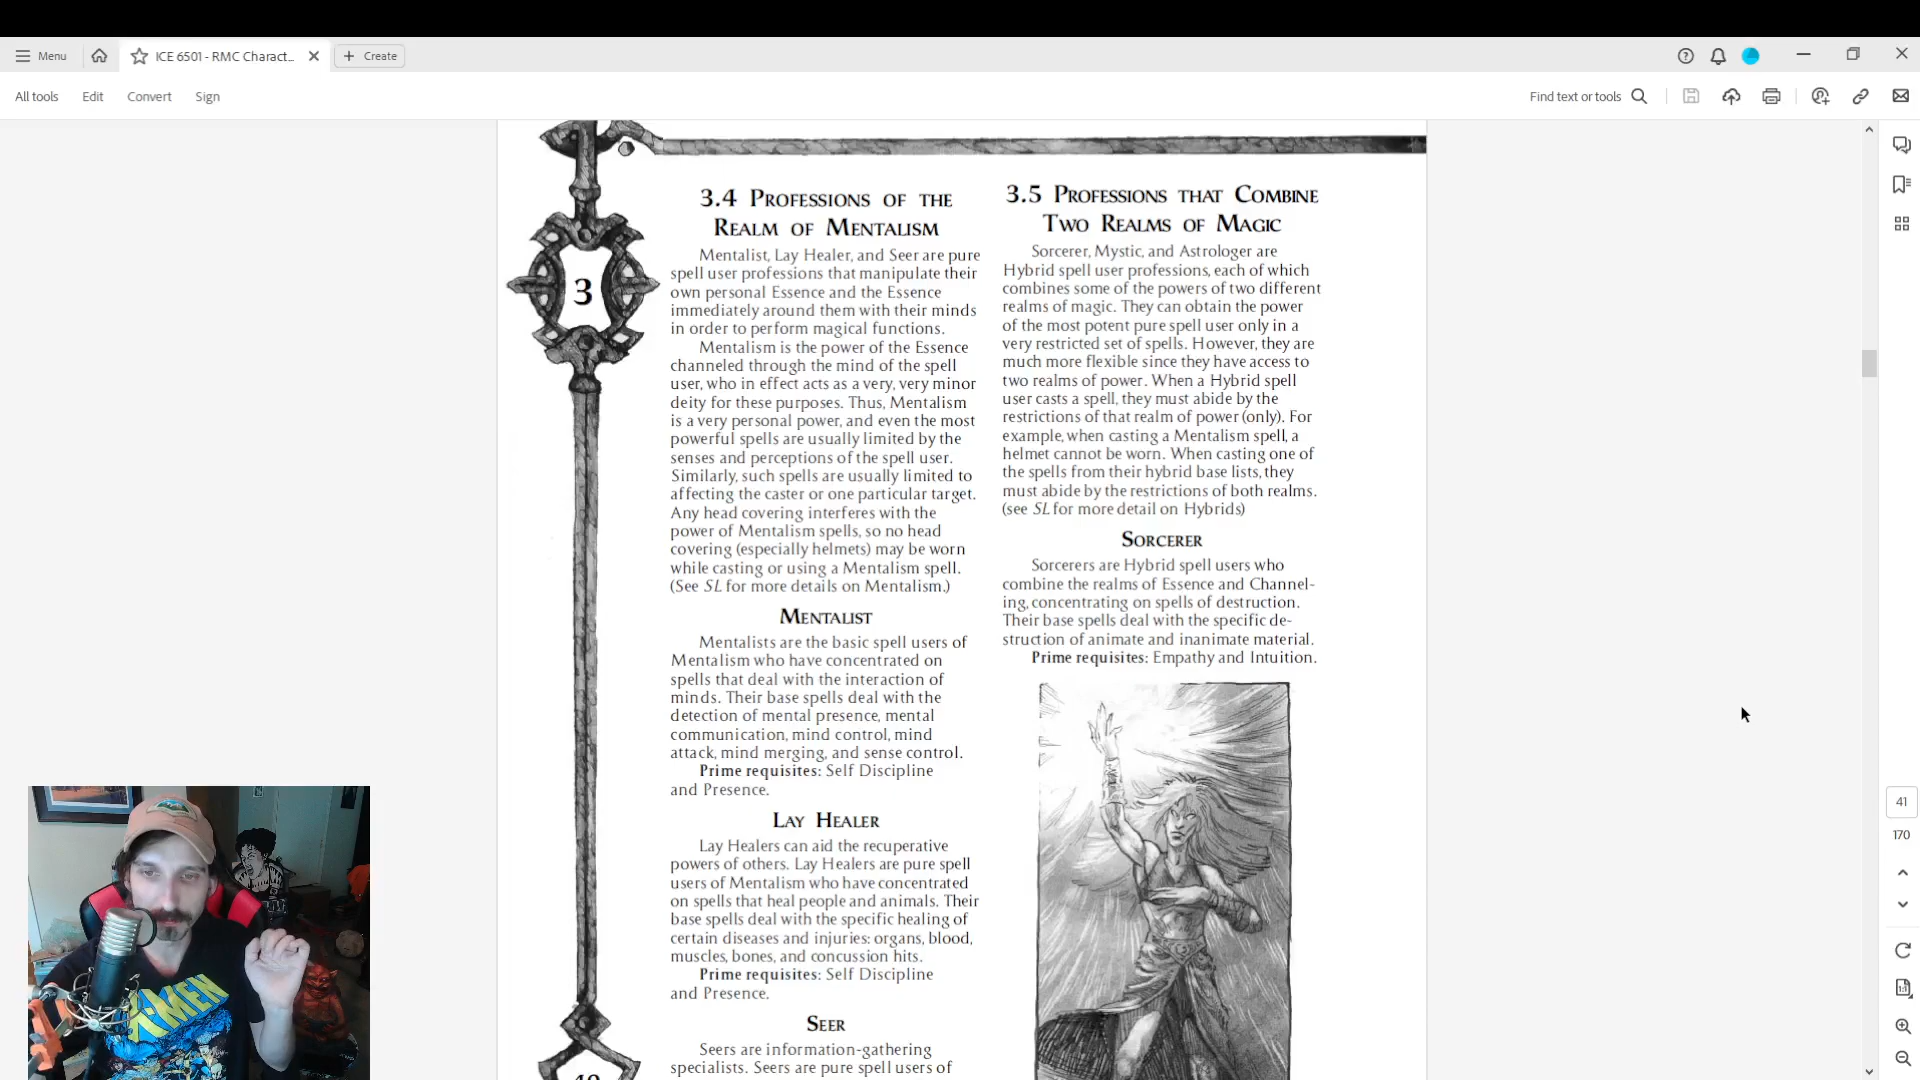 Menu
ICE 6501 - RMC Charact...
Create
All tools
Edit
Convert
Sign
Find text or tools
3
3.4 Professions of the
Realm of Mentalism
Mentalist, Lay Healer, and Seer are pure
spell user professions that manipulate their
own personal Essence and the Essence
immediately around them with their minds
in order to perform magical functions.
Mentalism is the power of the Essence
channeled through the mind of the spell
user, who in effect acts as a very, very minor
deity for these purposes. Thus, Mentalism
is a very personal power, and even the most
powerful spells are usually limited by the
senses and perceptions of the spell user.
Similarly, such spells are usually limited to
affecting the caster or one particular target.
Any head covering interferes with the
power of Mentalism spells, so no head
covering (especially helmets) may be worn
while casting or using a Mentalism spell.
(See SL for more details on Mentalism.)
Mentalist
Mentalists are the basic spell users of
Mentalism who have concentrated on
spells that deal with the interaction of
minds. Their base spells deal with the
detection of mental presence, mental
communication, mind control, mind
attack, mind merging, and sense control.
Prime requisites: Self Discipline
and Presence.
Lay Healer
Lay Healers can aid the recuperative
powers of others. Lay Healers are pure spell
users of Mentalism who have concentrated
on spells that heal people and animals. Their
base spells deal with the specific healing of
certain diseases and injuries: organs, blood,
muscles, bones, and concussion hits.
Prime requisites: Self Discipline
and Presence.
Seer
Seers are information-gathering
specialists. Seers are pure spell users of
3.5 Professions that Combine
Two Realms of Magic
Sorcerer, Mystic, and Astrologer are
Hybrid spell user professions, each of which
combines some of the powers of two different
realms of magic. They can obtain the power
of the most potent pure spell user only in a
very restricted set of spells. However, they are
much more flexible since they have access to
two realms of power. When a Hybrid spell
user casts a spell, they must abide by the
restrictions of that realm of power (only). For
example, when casting a Mentalism spell, a
helmet cannot be worn. When casting one of
the spells from their hybrid base lists, they
must abide by the restrictions of both realms.
(see SL for more detail on Hybrids)
Sorcerer
Sorcerers are Hybrid spell users who
combine the realms of Essence and Channel-
ing, concentrating on spells of destruction.
Their base spells deal with the specific de-
struction of animate and inanimate material.
Prime requisites: Empathy and Intuition.
41
170
X-MEN